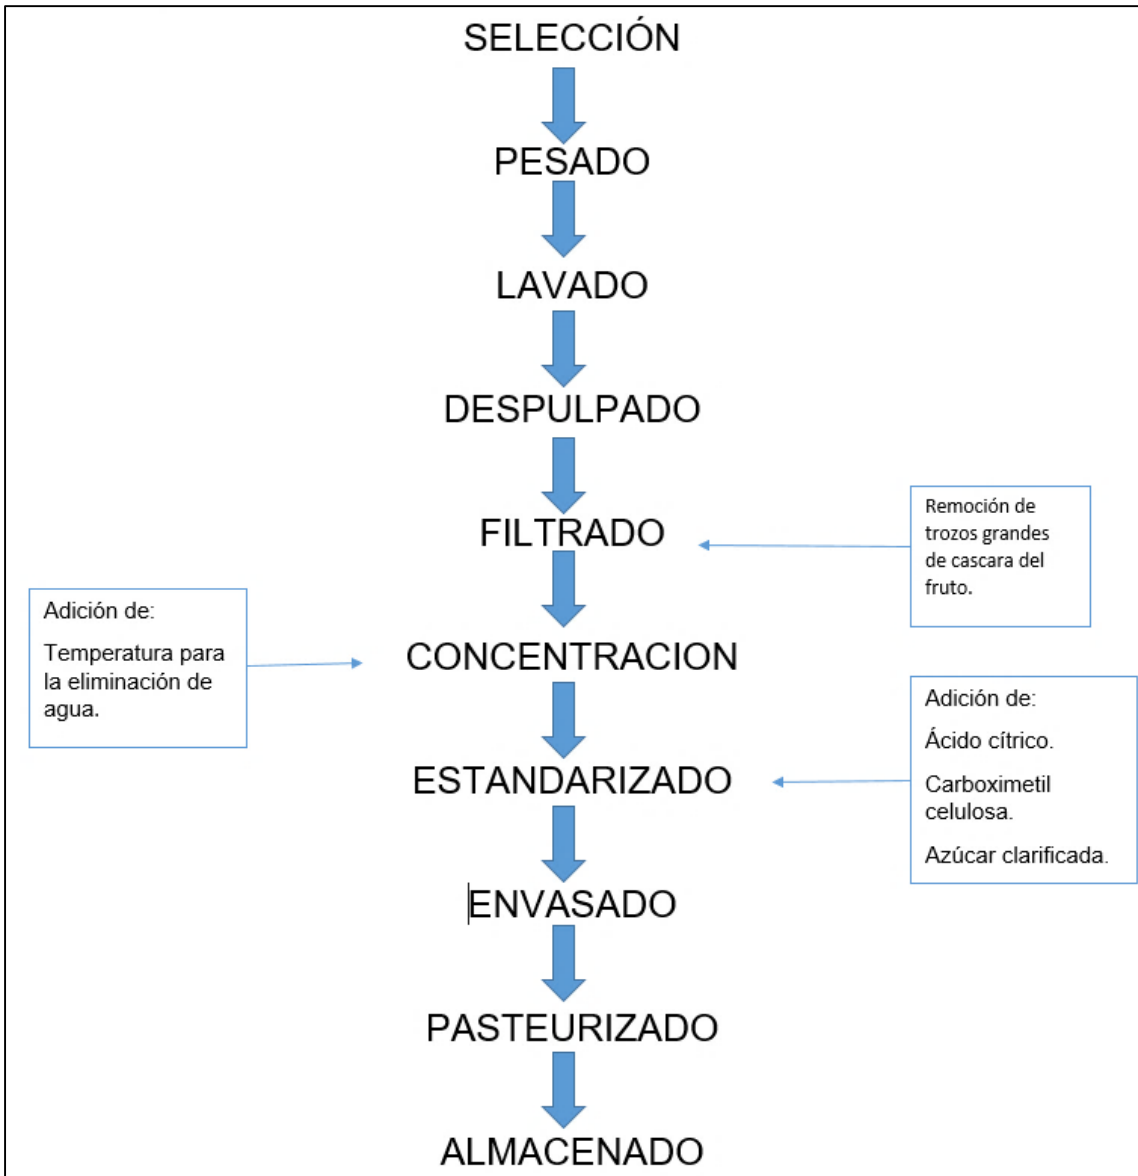 SELECCIÓN
PESADO
LAVADO
DESPULPADO
FILTRADO
Remoción de
trozos grandes
de cascara del
fruto.
Adición de:
Temperatura para
la eliminación de
agua.
CONCENTRACION
ESTANDARIZADO
Adición de:
Ácido cítrico.
Carboximetil
celulosa.
Azúcar clarificada.
ENVASADO
PASTEURIZADO
ALMACENADO